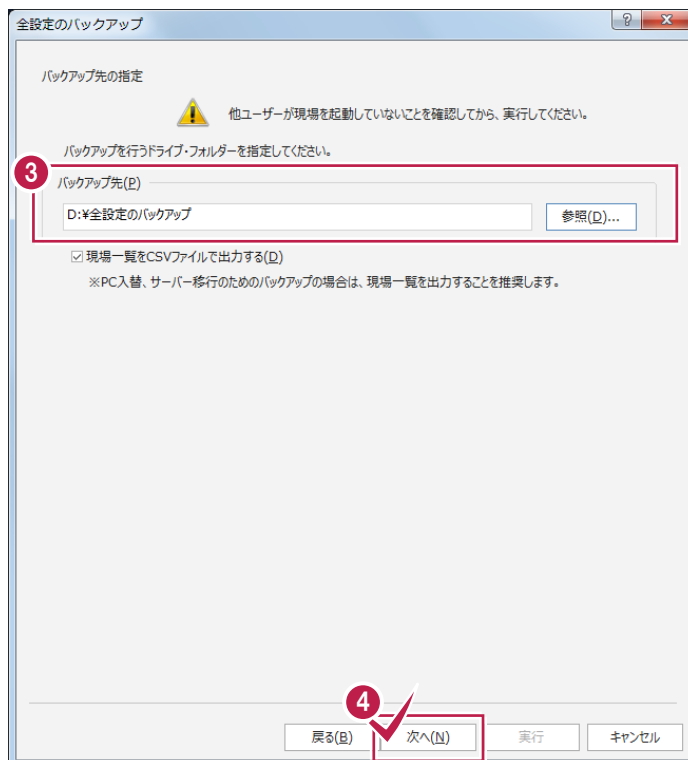 全設定のバックアップ
バックアップ先の指定
他ユーザーが現場を起動していないことを確認してから、実行してください。
バックアップを行うドライブ・フォルダーを指定してください。
3
バックアップ先(P)
D:¥全設定のバックアップ
参照(D)...
現場一覧をCSVファイルで出力する(D)
※PC入替、サーバー移行のためのバックアップの場合は、現場一覧を出力することを推奨します。
4
戻る(B) 次へ(N) 実行 キャンセル